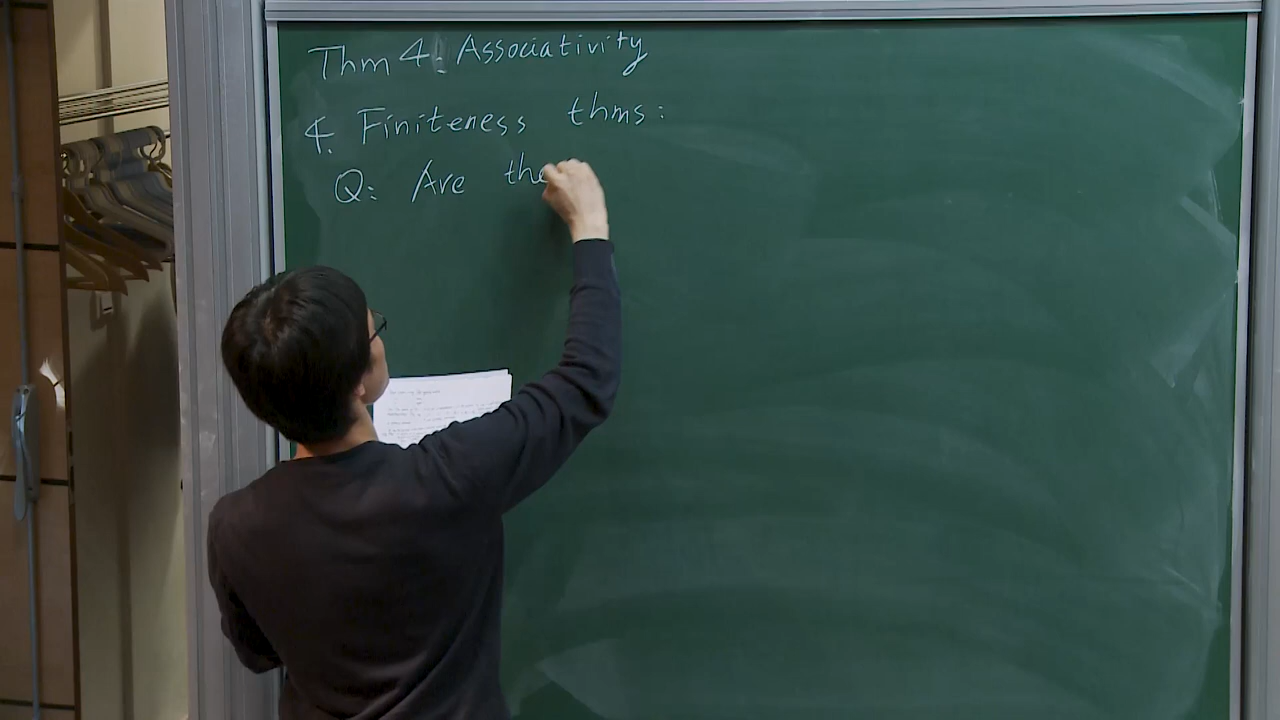 Thm 4. Associativity
4. Finiteness thms:
Q: Are the